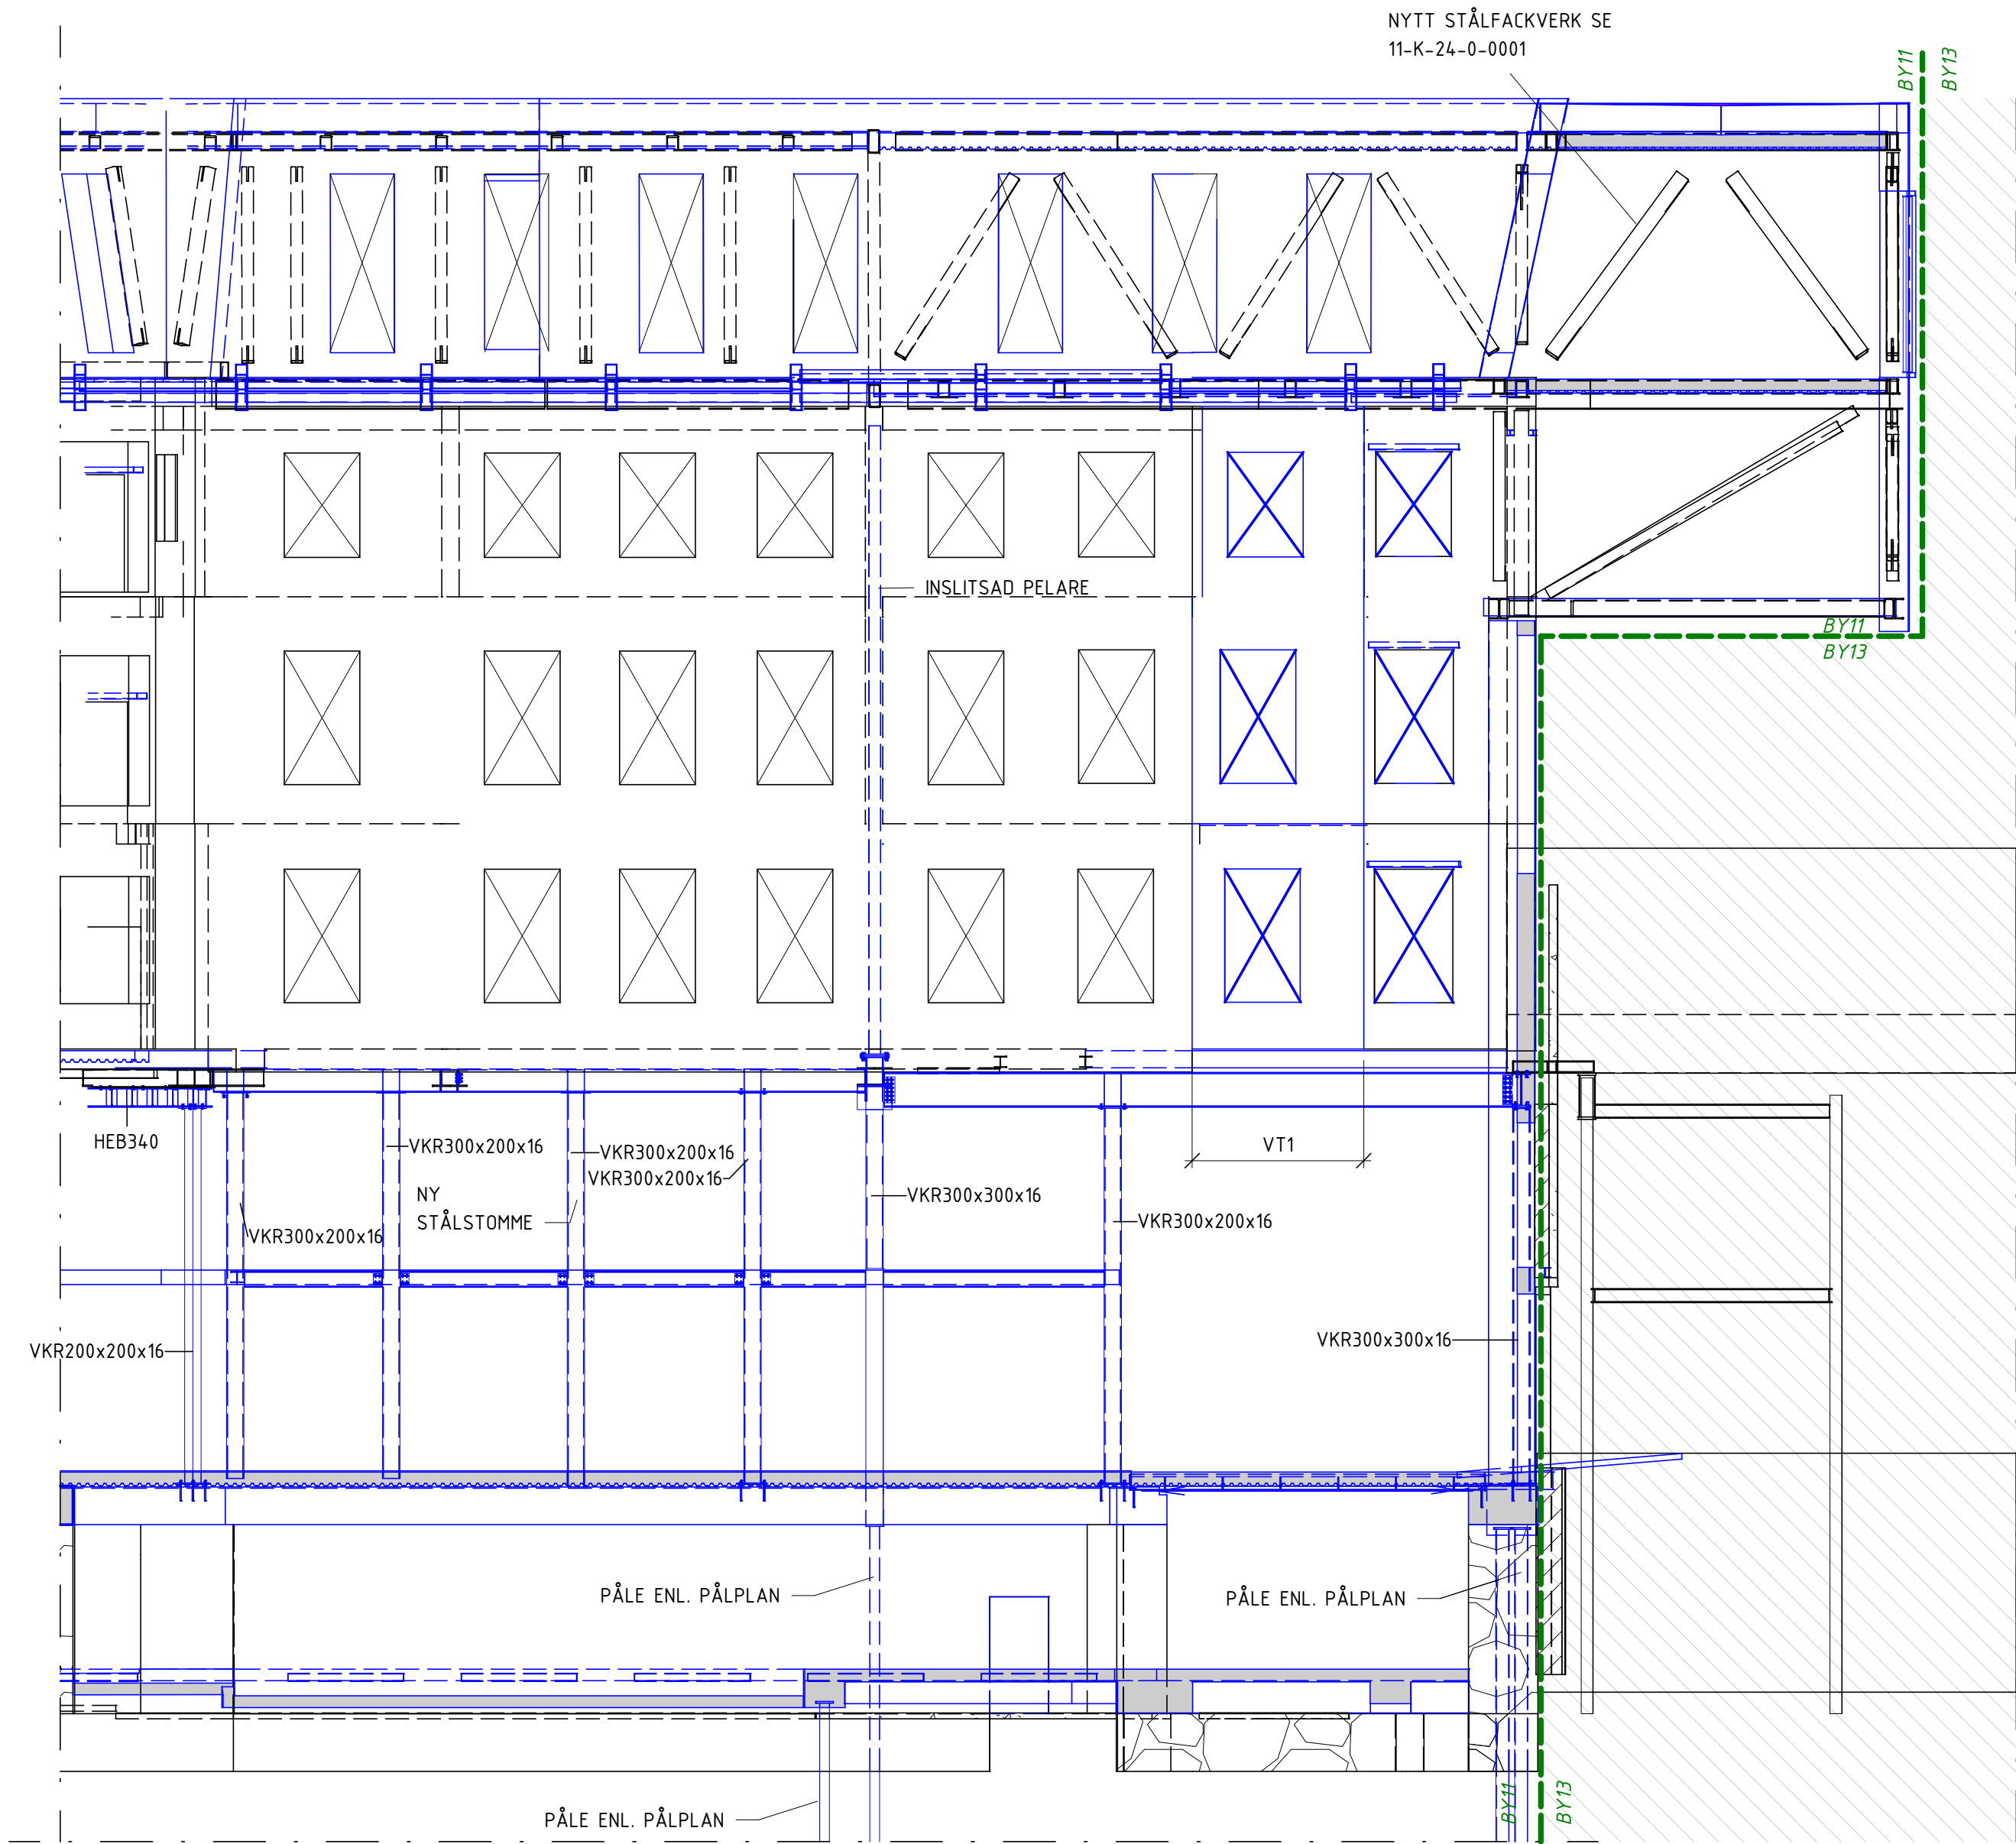 NYTT STÅLFACKVERK SE
11-K-24-0-0001
BY11
BY13
INSLITSAD PELARE
BY11
BY13
HEB340
VKR300x200x16
VKR300x200x16
VKR300x200x16
VT1
NY
STÅLSTOMME
VKR300x300x16
VKR300x200x16
VKR300x200x16
VKR200x200x16
VKR300x300x16
PÅLE ENL. PÅLPLAN
PÅLE ENL. PÅLPLAN
PÅLE ENL. PÅLPLAN
BY11
BY13